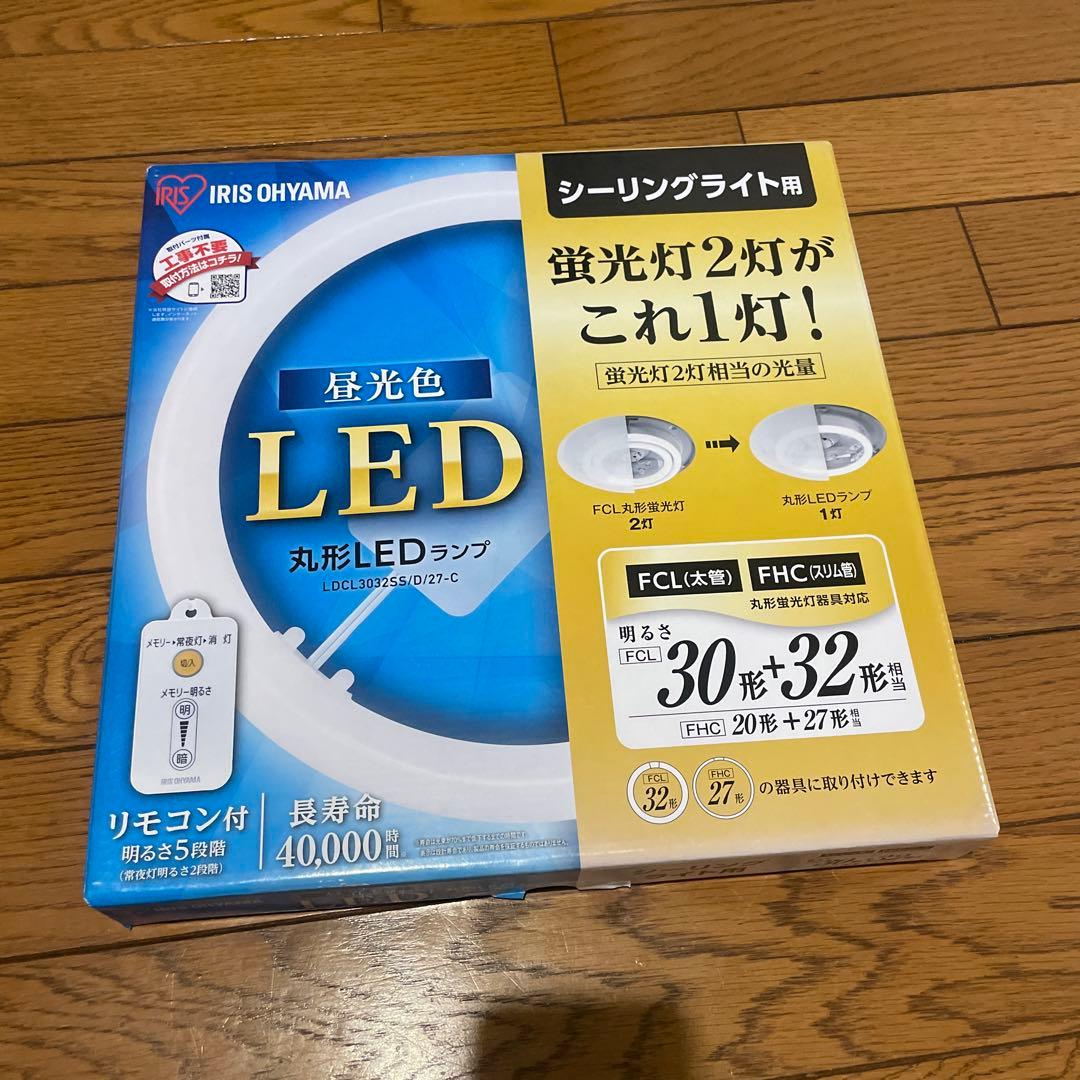 IRIS
IRIS OHYAMA
取付パーツ付属
工事不要
取付方法はコチラ!
昼光色
LED
丸形LEDランプ
LDCL3032SS/D/27-C
メモリー▶常夜灯▶消灯
切/入
メモリー明るさ
明
暗
IRIS OHYAMA
リモコン付
明るさ5段階
(常夜灯明るさ2段階)
長寿命
40,000時間
シーリングライト用
蛍光灯2灯が
これ1灯!
蛍光灯2灯相当の光量
FCL丸形蛍光灯
2灯
丸形LEDランプ
1灯
FCL(太管)
FHC(スリム管)
丸形蛍光灯器具対応
明るさ
FCL 30形+32形相当
FHC 20形+27形相当
FCL 32形
FHC 27形
の器具に取り付けできます